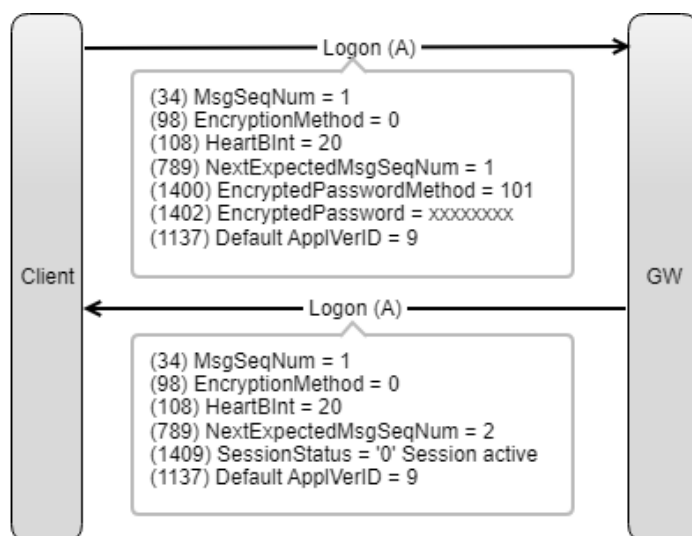 Logon (A)
(34) MsgSeqNum = 1
(98) EncryptionMethod = 0
(108) HeartBInt = 20
(789) NextExpectedMsgSeqNum = 1
(1400) EncryptedPasswordMethod = 101
(1402) EncryptedPassword = xxxxxxxx
(1137) Default ApplVerID = 9
Client
GW
Logon (A)
(34) MsgSeqNum = 1
(98) EncryptionMethod = 0
(108) HeartBInt = 20
(789) NextExpectedMsgSeqNum = 2
(1409) SessionStatus = '0' Session active
(1137) Default ApplVerID = 9